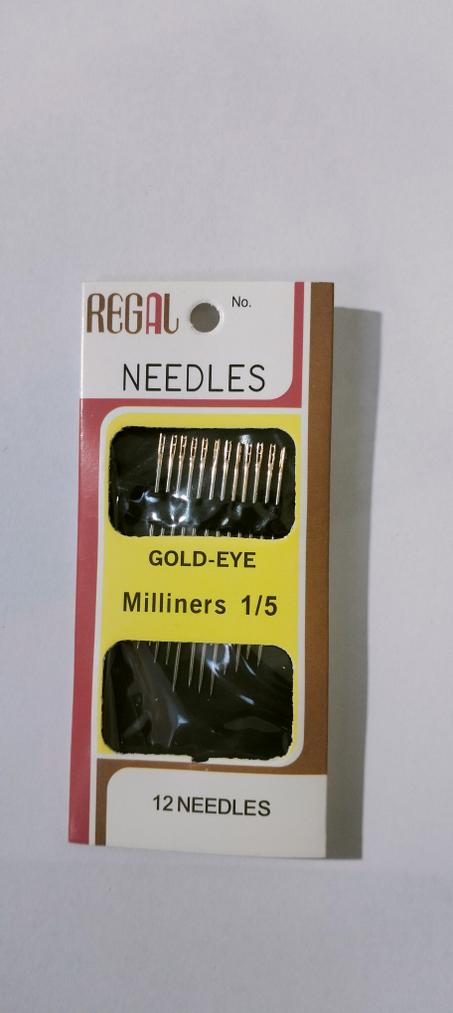 REGAL No.
NEEDLES
GOLD-EYE
Milliners 1/5
12 NEEDLES